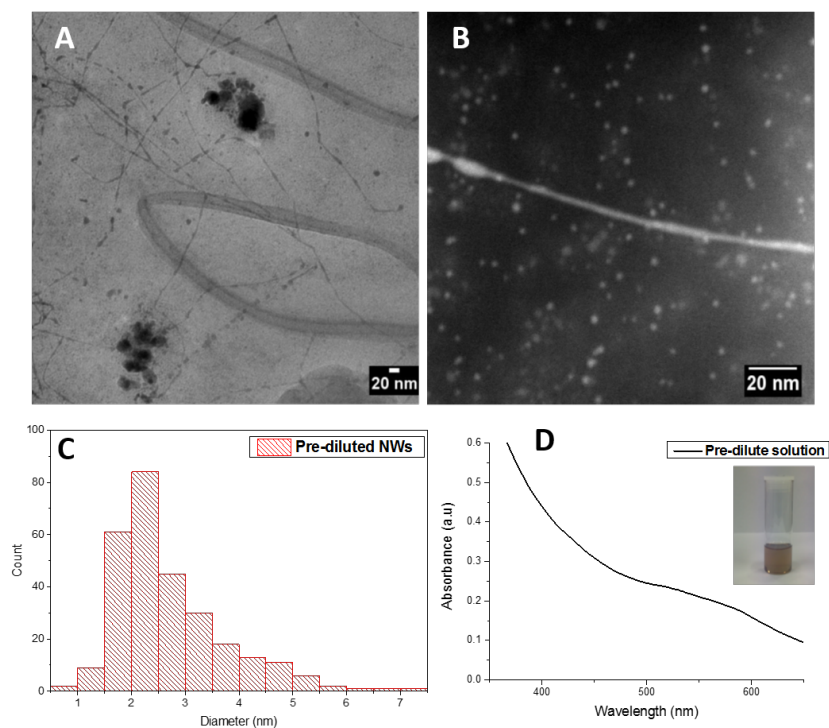 A
20 nm
B
20 nm
C
Pre-diluted NWs
100
80
60
40
20
0
Count
1 2 3 4 5 6 7
Diameter (nm)
D
Pre-dilute solution
0.6
0.5
0.4
0.3
0.2
0.1
0.0
Absorbance (a.u)
400 500 600
Wavelength (nm)